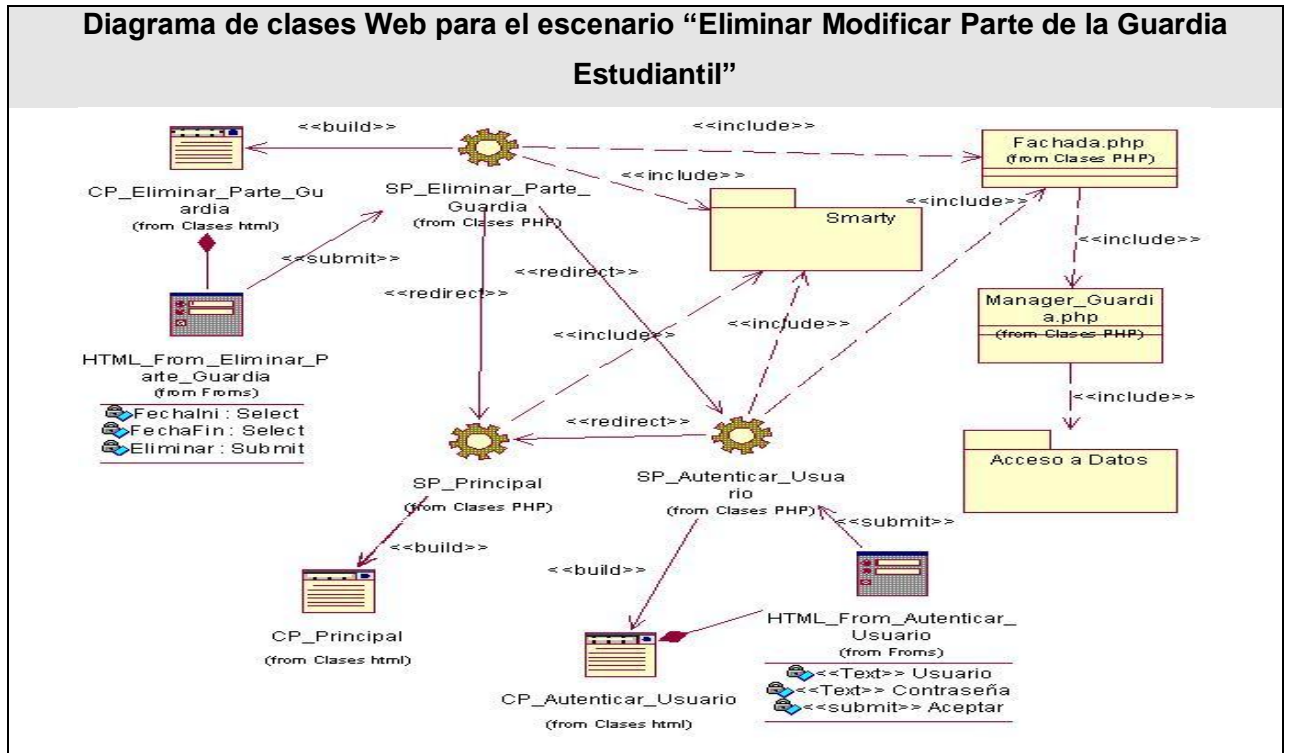 Diagrama de clases Web para el escenario “Eliminar Modificar Parte de la Guardia
Estudiantil”
<<build>>
<<include>>
Fachada.php
(from Clases PHP)
CP_Eliminar_Parte_Gu
ardia
(from Clases html)
SP_Eliminar_Parte_
Guardia
(from Clases PHP)
<<include>>
Smarty
<<include>>
<<submit>>
<<redirect>>
<<redirect>>
<<include>>
Manager_Guardi
a.php
(from Clases PHP)
<<include>>
<<include>>
HTML_From_Eliminar_P
arte_Guardia
(from Froms)
FechaIni : Select
FechaFin : Select
Eliminar : Submit
<<include>>
<<redirect>>
Acceso a Datos
SP_Principal
(from Clases PHP)
SP_Autenticar_Usua
rio
(from Clases PHP)
<<submit>>
<<build>>
<<build>>
CP_Principal
(from Clases html)
HTML_From_Autenticar_
Usuario
(from Froms)
<<Text>> Usuario
<<Text>> Contraseña
<<submit>> Aceptar
CP_Autenticar_Usuario
(from Clases html)